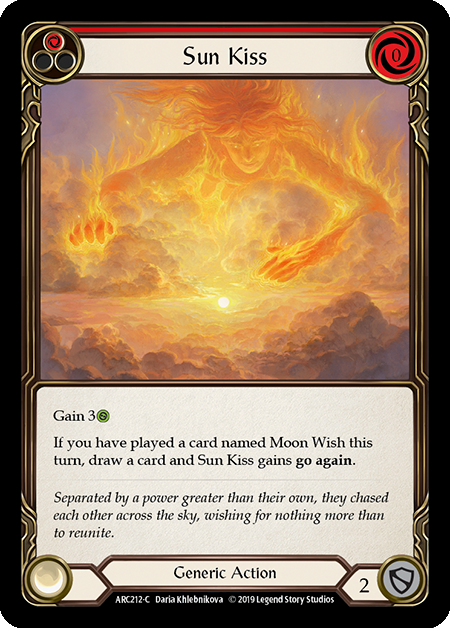 Sun Kiss
0
Gain 3
If you have played a card named Moon Wish this
turn, draw a card and Sun Kiss gains go again.
Separated by a power greater than their own, they chased
each other across the sky, wishing for nothing more than
to reunite.
Generic Action
2
ARC212-C Daria Khlebnikova © 2019 Legend Story Studios